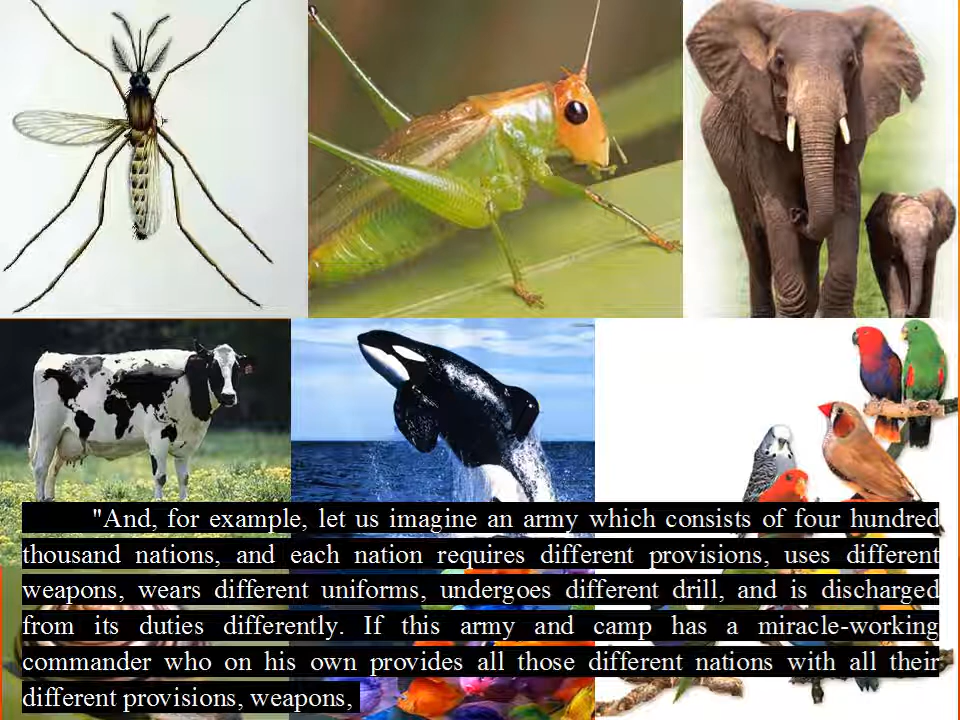 "And, for example, let us imagine an army which consists of four hundred
thousand nations, and each nation requires different provisions, uses different
weapons, wears different uniforms, undergoes different drill, and is discharged
from its duties differently. If this army and camp has a miracle-working
commander who on his own provides all those different nations with all their
different provisions, weapons,